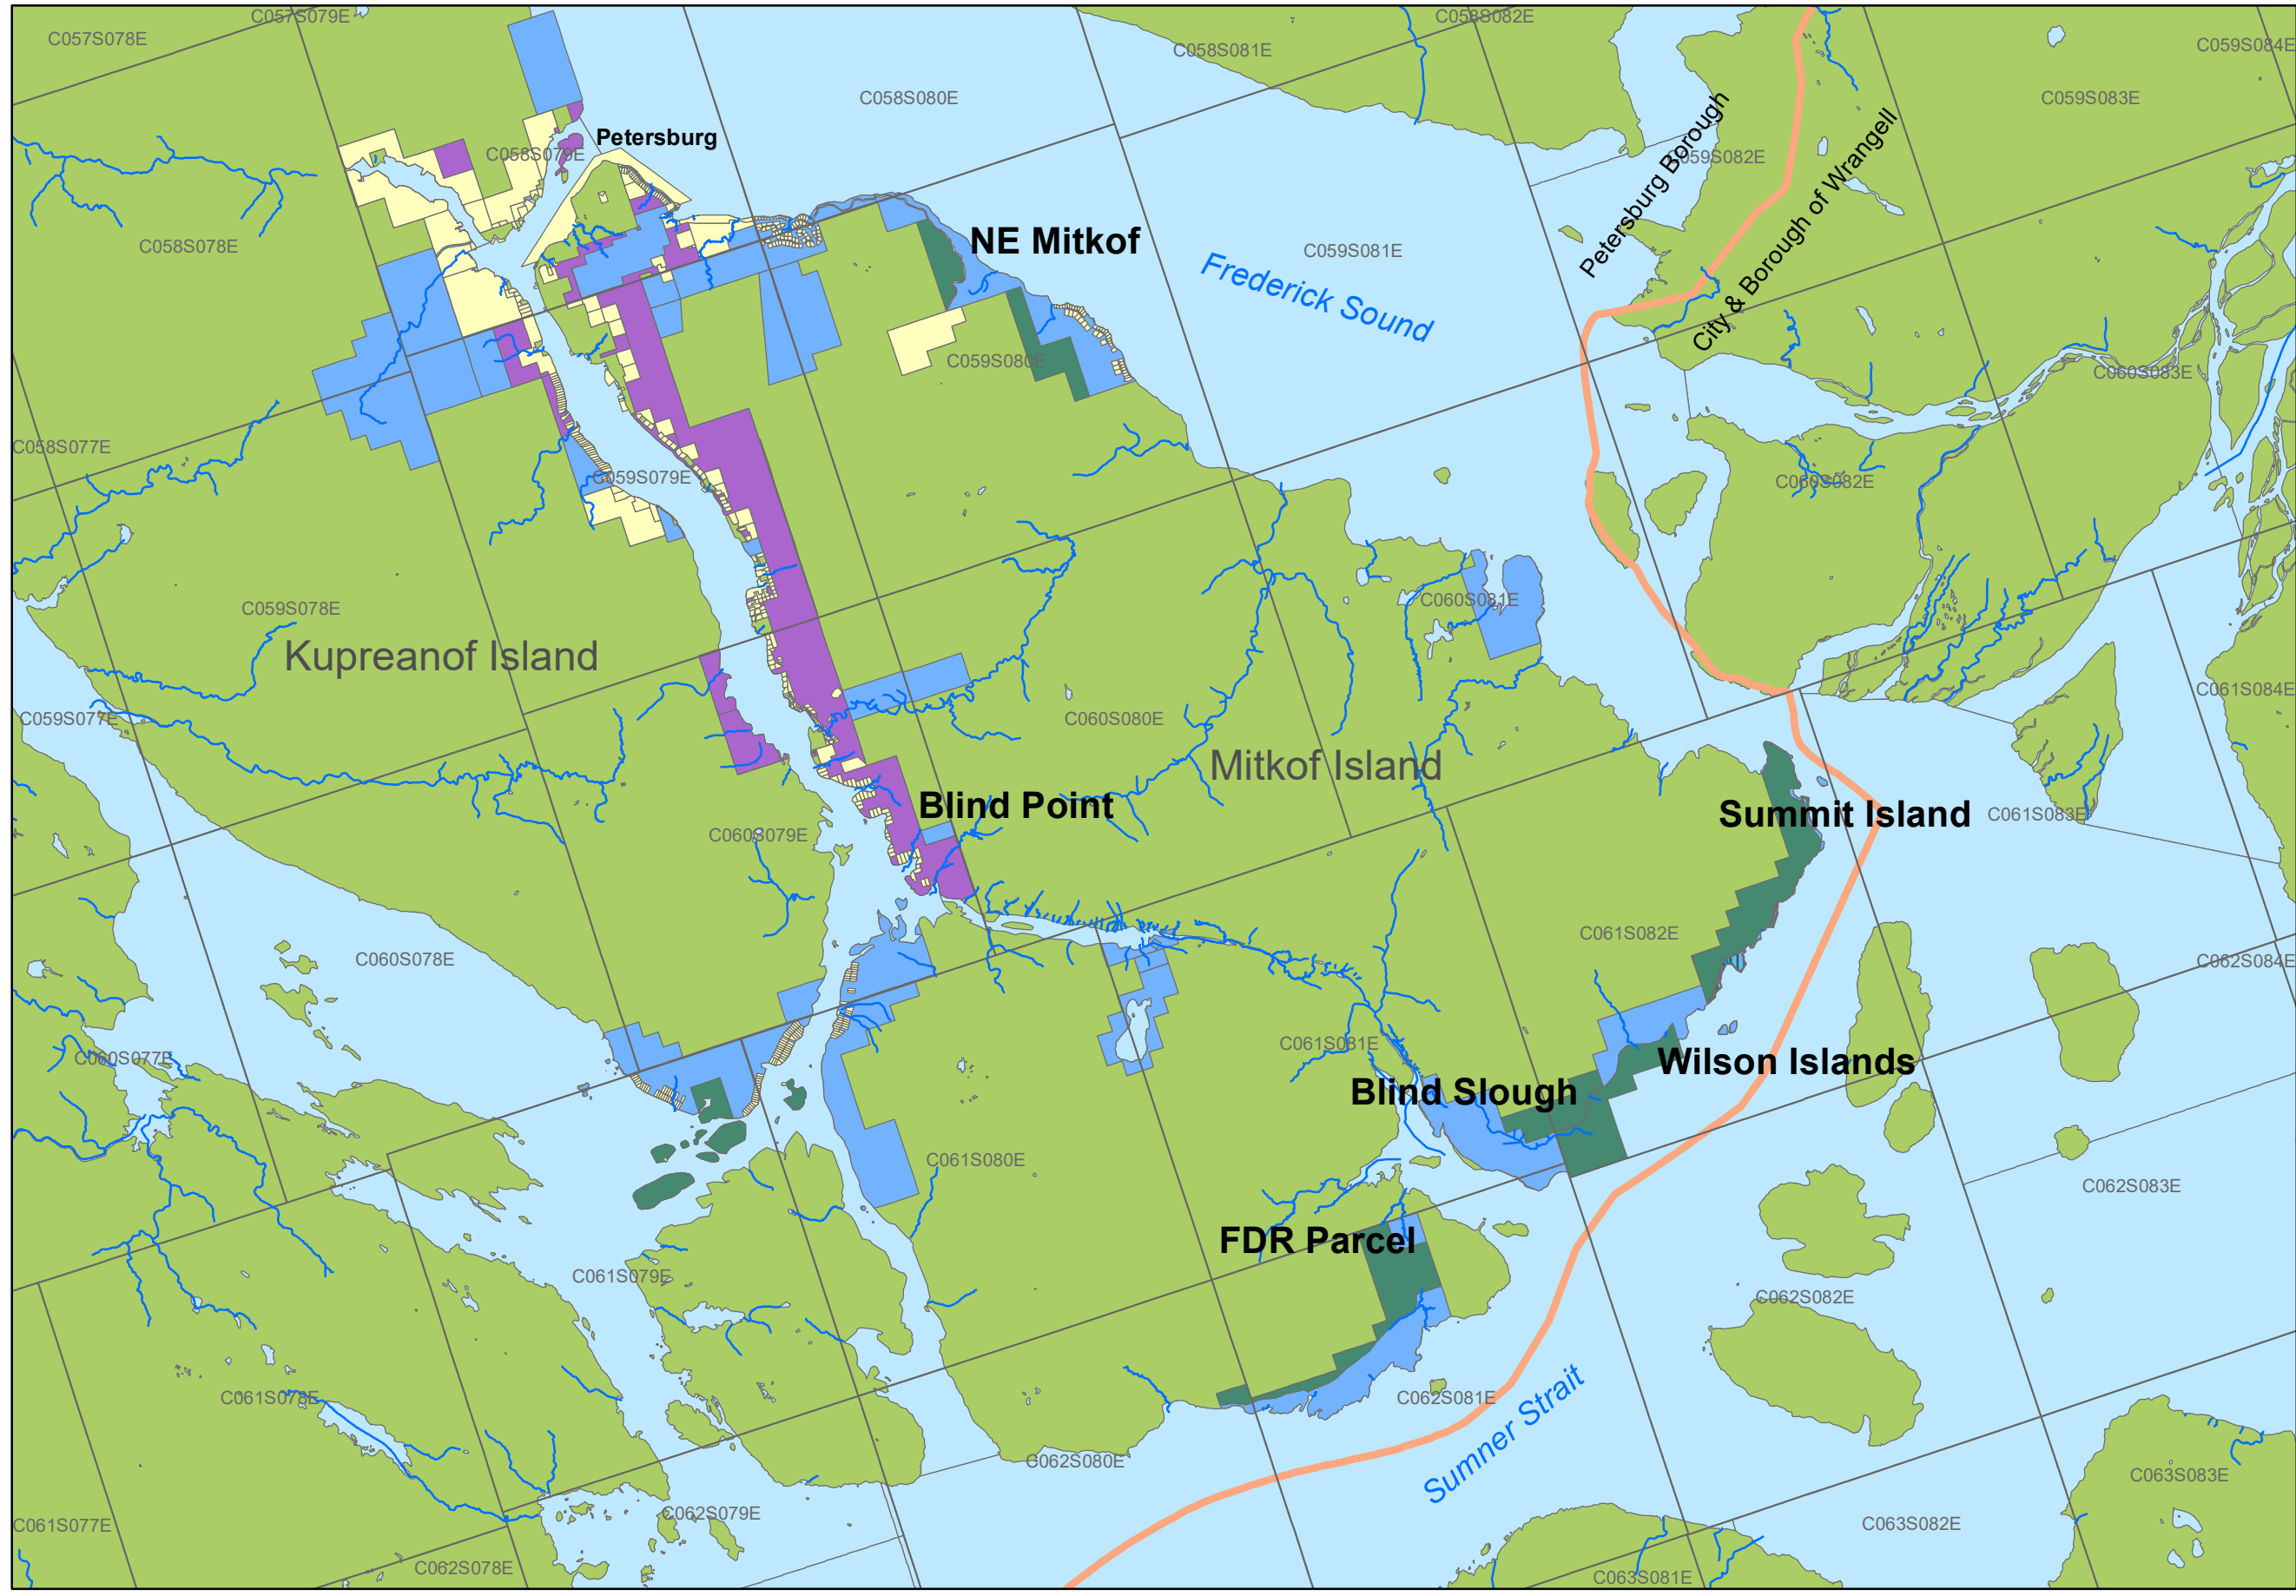 C057S079E
C058S082E
C057S078E
C058S081E
C059S084E
C058S080E
C059S083E
Petersburg
C058S079E
C059S082E
Petersburg Borough
City & Borough of Wrangell
C058S078E
NE Mitkof
C059S081E
Frederick Sound
C059S080E
C060S083E
C058S077E
C059S079E
C060S082E
C059S078E
C060S081E
Kupreanof Island
C061S084E
C059S077E
C060S080E
Mitkof Island
Blind Point
Summit Island
C061S083E
C060S079E
C061S082E
C060S078E
C062S084E
C061S081E
C060S077E
Wilson Islands
Blind Slough
C061S080E
C062S083E
FDR Parcel
C061S079E
C062S082E
C061S078E
C062S081E
Sumner Strait
C062S080E
C063S083E
C062S079E
C061S077E
C063S082E
C062S078E
C063S081E